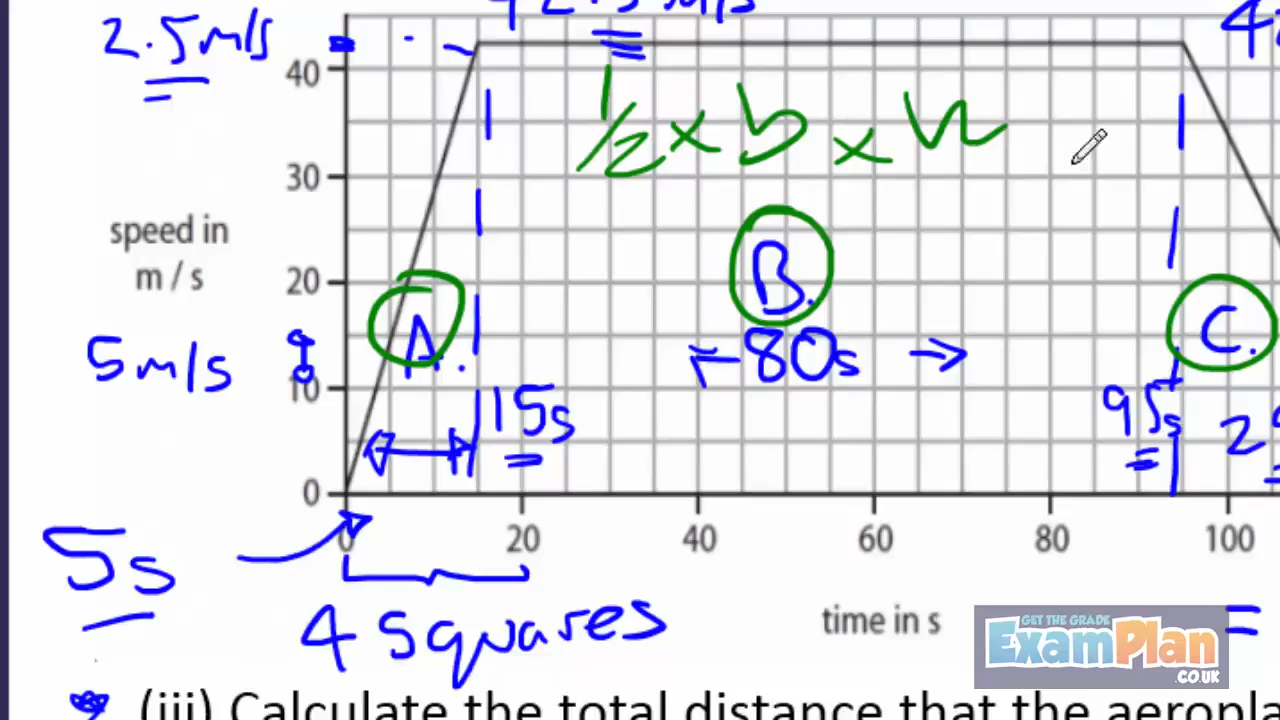 2.5m/s
40
½ x b x h
30
speed in
m / s
B.
20
A.
C.
5m/s
80s
10
15s
95s
0
5s
0 20 40 60 80 100
4 squares
time in s
=
GET THE GRADE
ExamPlan
.CO.UK
(iii) Calculate the total distance that the aeropla